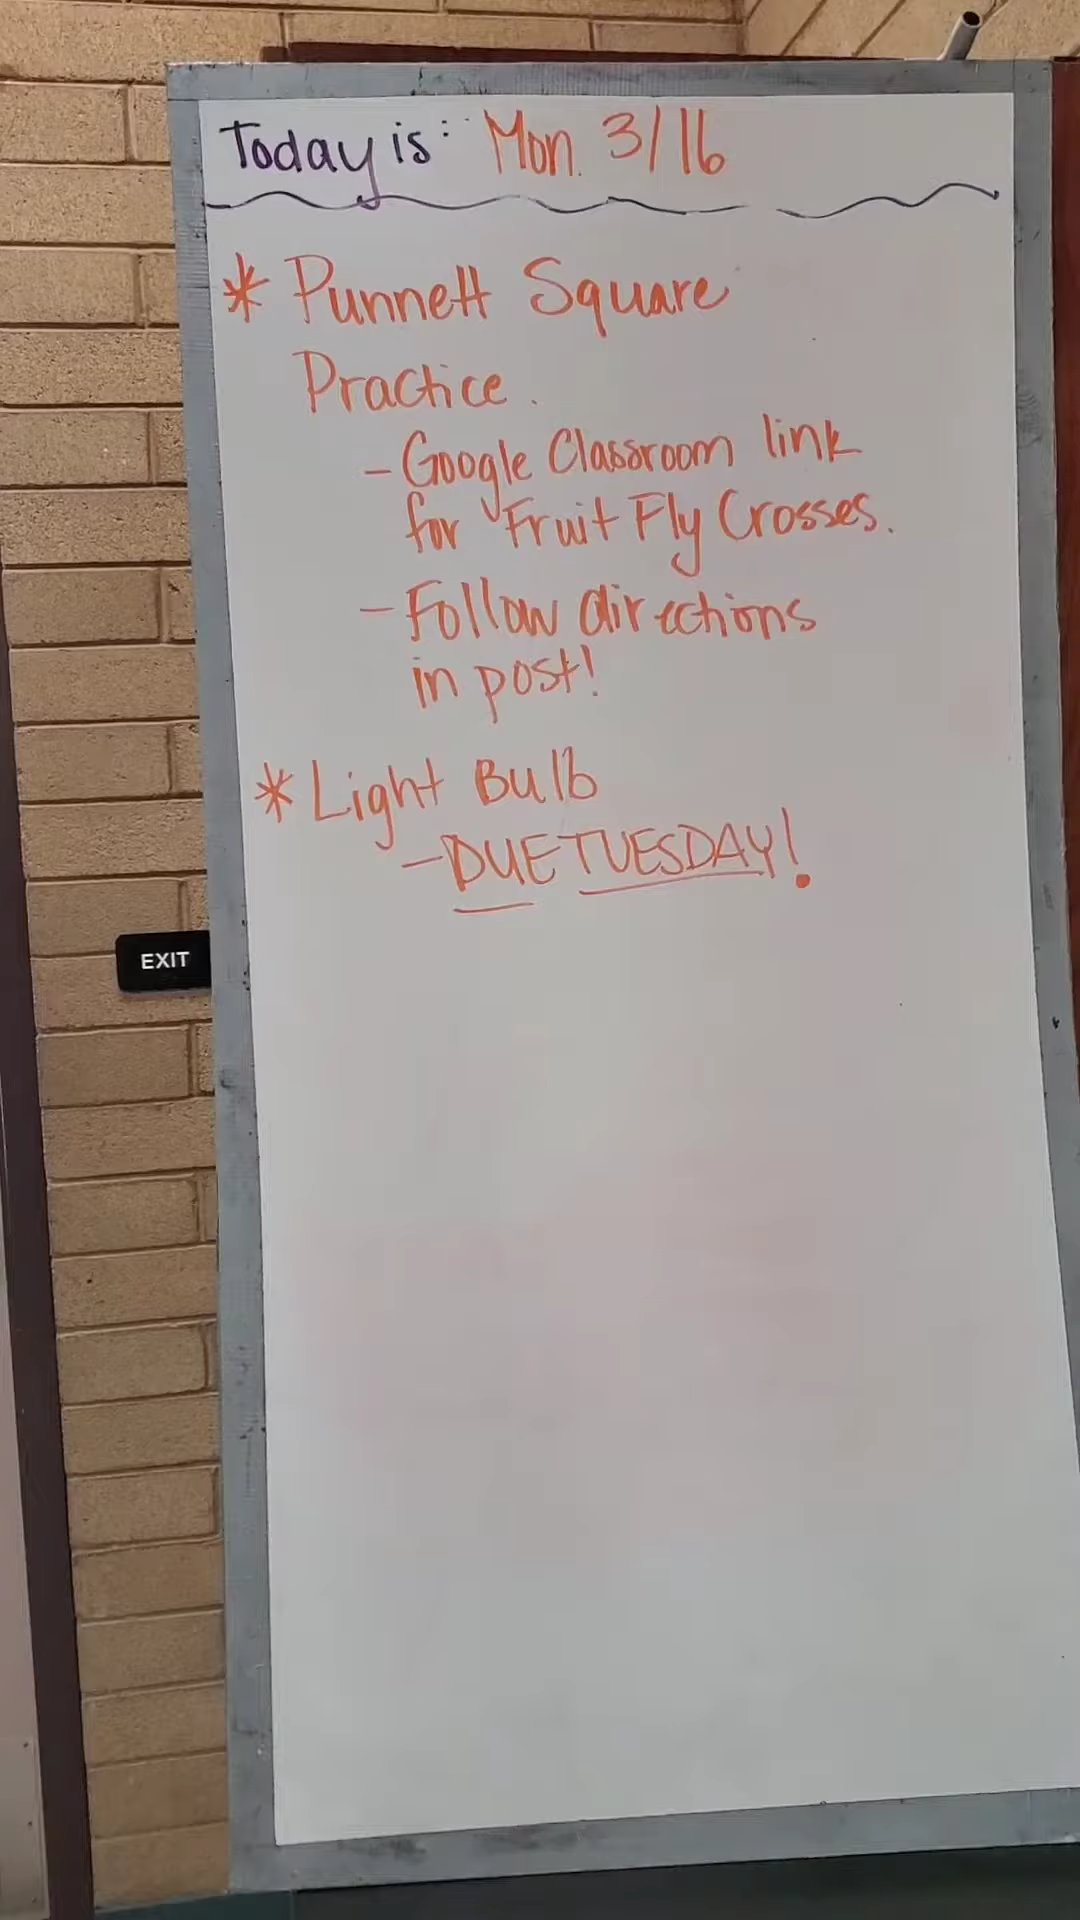 Today is: Mon. 3/16
* Punnett Square
Practice.
- Google Classroom link
for Fruit Fly Crosses.
- Follow directions
in post!
* Light Bulb
- DUE TUESDAY!
EXIT